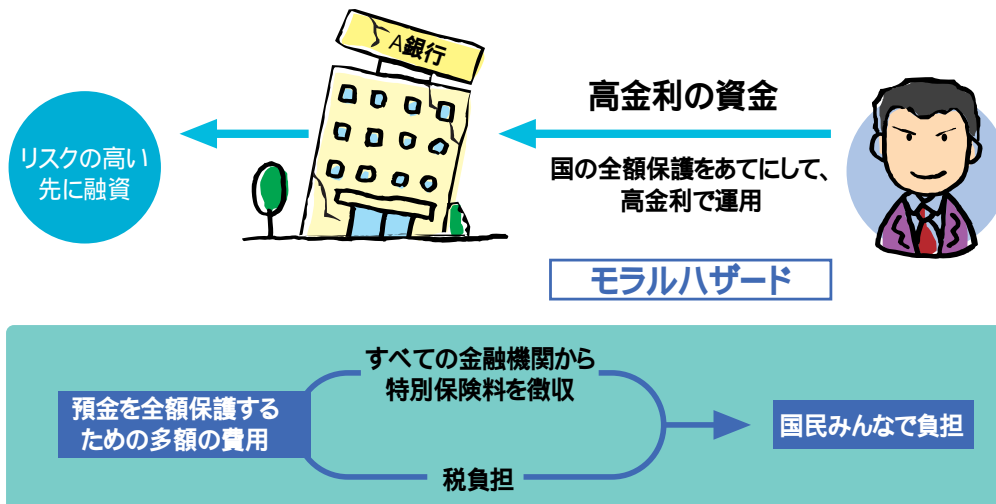 A銀行
高金利の資金
リスクの高い
先に融資
国の全額保護をあてにして、
高金利で運用
モラルハザード
すべての金融機関から
特別保険料を徴収
預金を全額保護する
ための多額の費用
国民みんなで負担
税負担